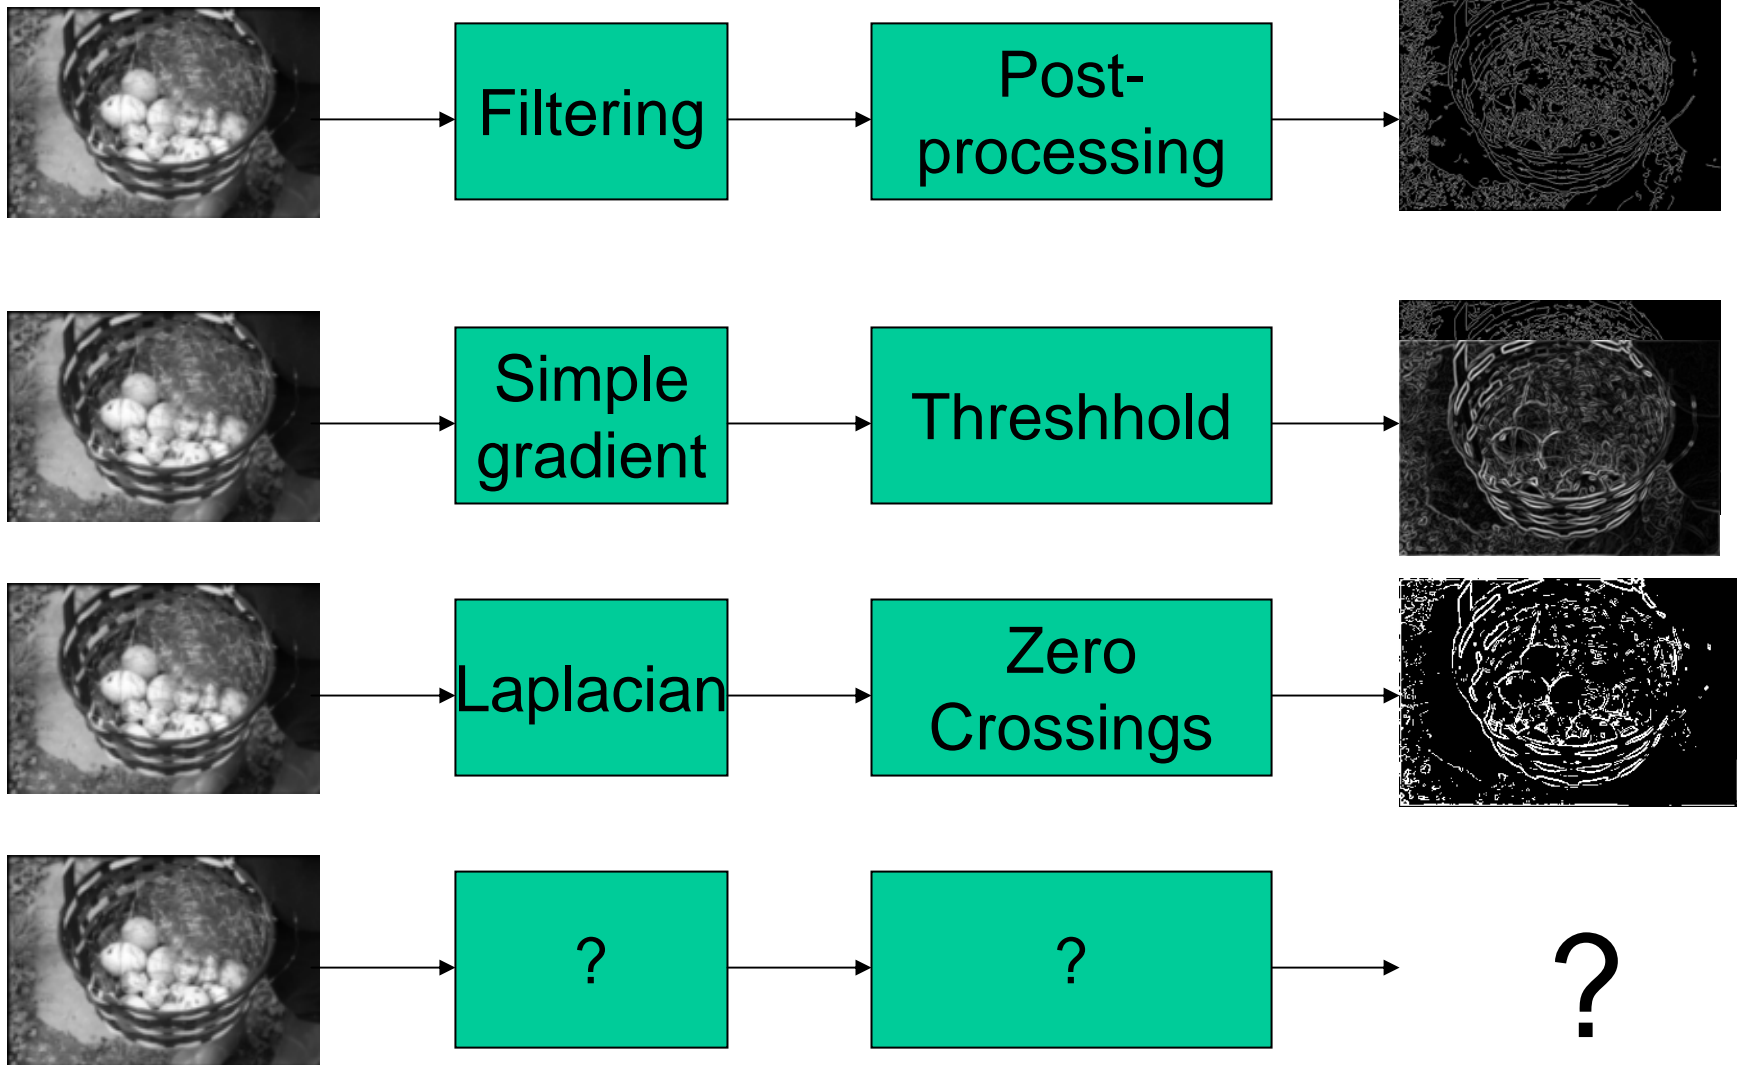 Filtering
Post-
processing
Simple
gradient
Threshhold
Laplacian
Zero
Crossings
?
?
?